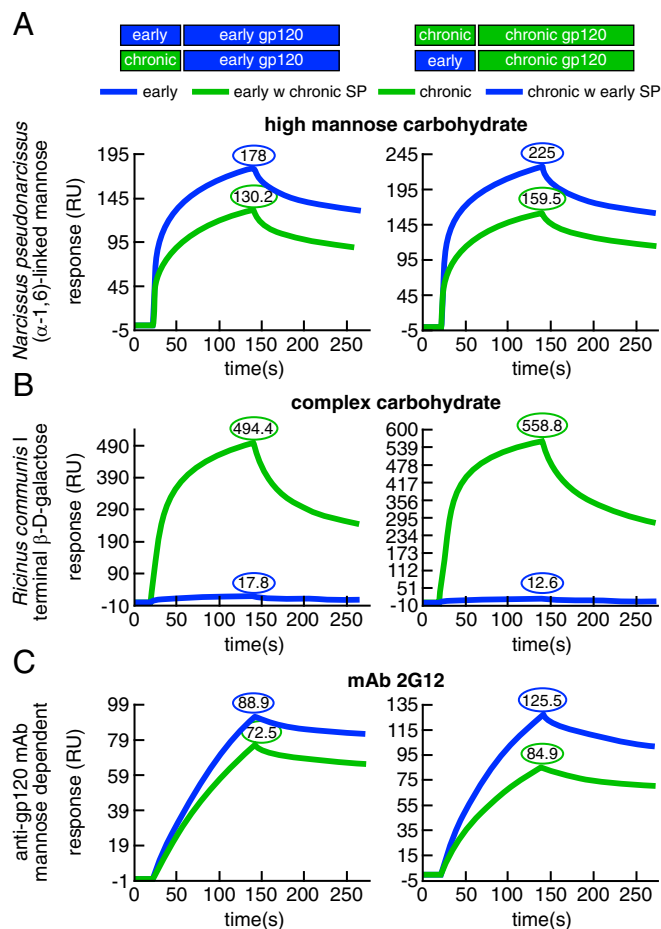 A
early early gp120
chronic early gp120
chronic chronic gp120
early chronic gp120
early early w chronic SP chronic chronic w early SP
high mannose carbohydrate
Narcissus pseudonarcissus
(α-1,6)-linked mannose
response (RU)
195
145
95
45
-5
178
130.2
0 50 100 150 200 250
time(s)
245
195
145
95
45
-5
225
159.5
0 50 100 150 200 250
time(s)
B
complex carbohydrate
Ricinus communis I
terminal β-D-galactose
response (RU)
490
390
290
190
90
-10
494.4
17.8
0 50 100 150 200 250
time(s)
600
539
478
417
356
295
234
173
112
51
-10
558.8
12.6
0 50 100 150 200 250
time(s)
C
mAb 2G12
anti-gp120 mAb
mannose dependent
response (RU)
99
79
59
39
19
-1
88.9
72.5
0 50 100 150 200 250
time(s)
135
115
95
75
55
35
15
-5
125.5
84.9
0 50 100 150 200 250
time(s)